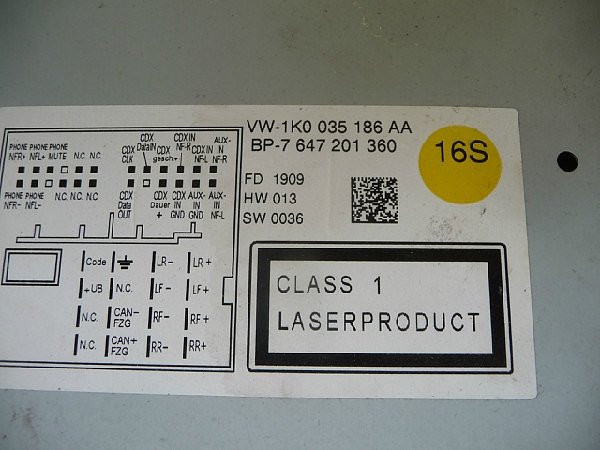 VW-1K0 035 186 AA
BP-7 647 201 360
16S
FD 1909
HW 013
SW 0036
CLASS 1
LASERPRODUCT
PHONE PHONE PHONE
NFR+ NFL+ MUTE N.C. N.C.
CDX CLK
CDX DataIN
CDX gesch+
CDX IN NF-R
CDX IN NF-L
AUX-IN NF-R
PHONE PHONE
NFR- NFL- N.C. N.C. N.C.
CDX Data OUT
CDX Dauer +
CDX IN GND
AUX-IN GND
AUX-IN NF-L
Code LR- LR+
+UB N.C. LF- LF+
N.C. CAN-FZG RF- RF+
N.C. CAN+FZG RR- RR+